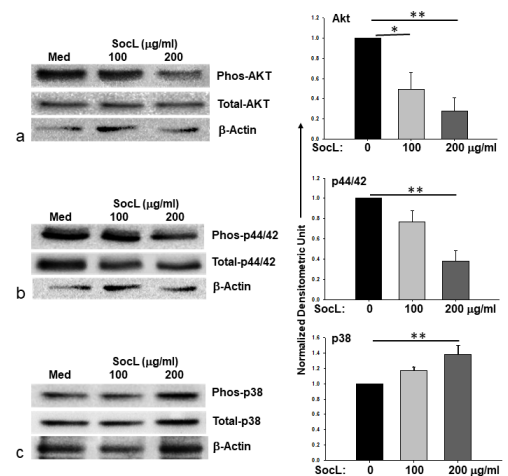 SocL (μg/ml)
Med 100 200
Phos-AKT
Total-AKT
β-Actin
a
SocL (μg/ml)
Med 100 200
Phos-p44/42
Total-p44/42
β-Actin
b
SocL (μg/ml)
Med 100 200
Phos-p38
Total-p38
β-Actin
c
Normalized Densitometric Unit
Akt
**
*
1.2
1.0
0.8
0.6
0.4
0.2
0.0
SocL: 0 100 200 μg/ml
p44/42
**
1.2
1.0
0.8
0.6
0.4
0.2
0.0
SocL: 0 100 200 μg/ml
p38
**
1.6
1.4
1.2
1.0
0.8
0.6
0.4
0.2
0.0
SocL: 0 100 200 μg/ml